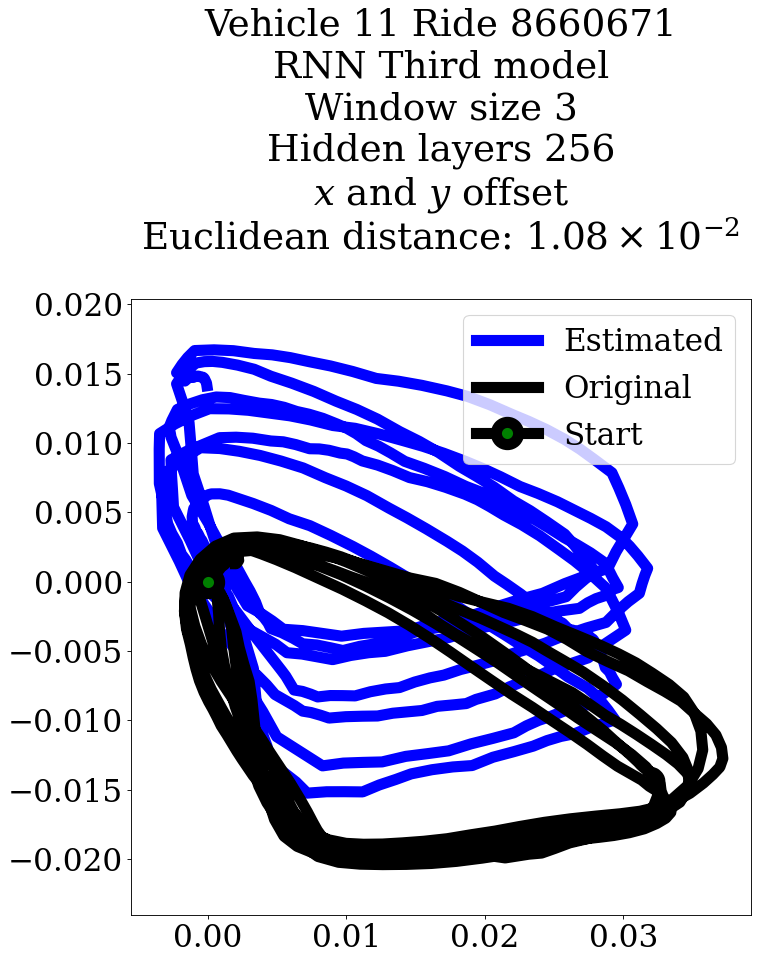 Vehicle 11 Ride 8660671
RNN Third model
Window size 3
Hidden layers 256
x and y offset
Euclidean distance: 1.08 × 10⁻²
Estimated
Original
Start
0.020
0.015
0.010
0.005
0.000
−0.005
−0.010
−0.015
−0.020
0.00 0.01 0.02 0.03